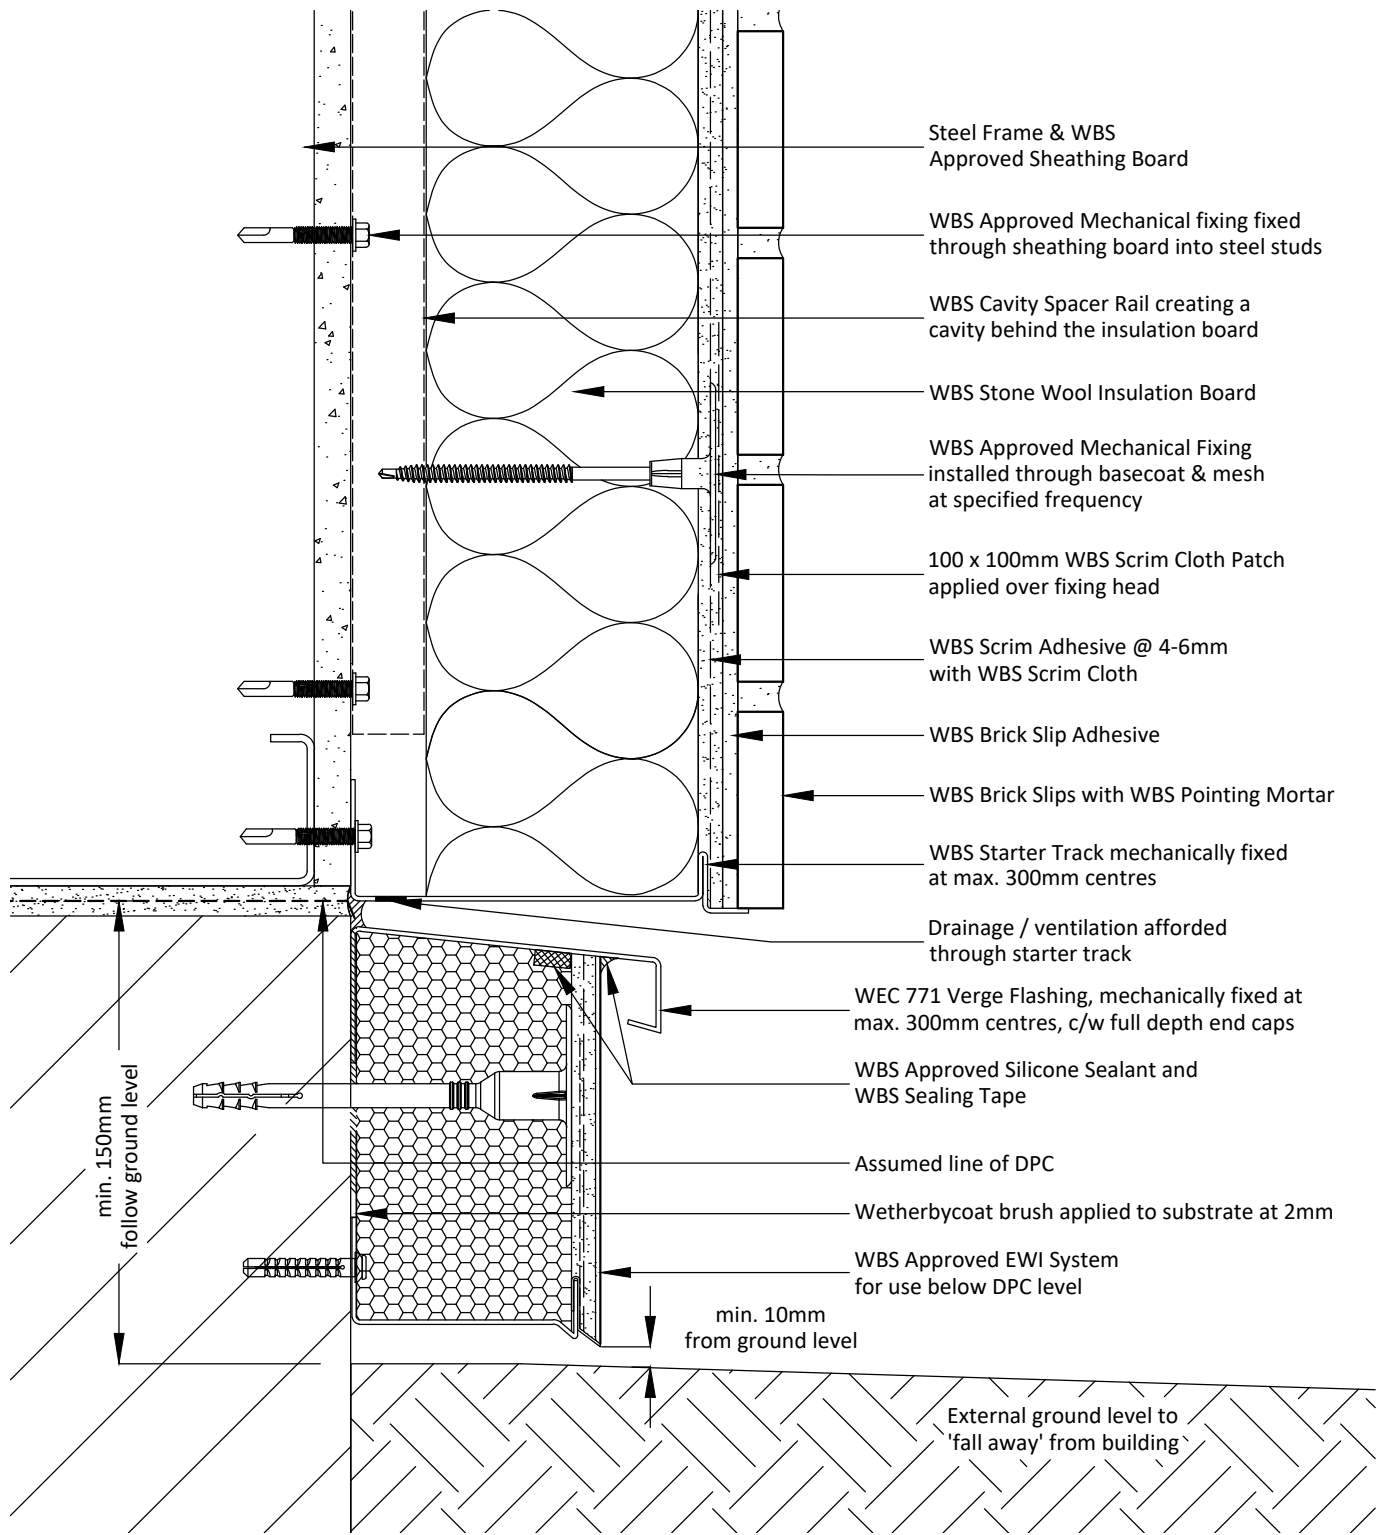 Steel Frame & WBS
Approved Sheathing Board
WBS Approved Mechanical fixing fixed
through sheathing board into steel studs
WBS Cavity Spacer Rail creating a
cavity behind the insulation board
WBS Stone Wool Insulation Board
WBS Approved Mechanical Fixing
installed through basecoat & mesh
at specified frequency
100 x 100mm WBS Scrim Cloth Patch
applied over fixing head
WBS Scrim Adhesive @ 4-6mm
with WBS Scrim Cloth
WBS Brick Slip Adhesive
WBS Brick Slips with WBS Pointing Mortar
WBS Starter Track mechanically fixed
at max. 300mm centres
Drainage / ventilation afforded
through starter track
WEC 771 Verge Flashing, mechanically fixed at
max. 300mm centres, c/w full depth end caps
WBS Approved Silicone Sealant and
WBS Sealing Tape
Assumed line of DPC
Wetherbycoat brush applied to substrate at 2mm
WBS Approved EWI System
for use below DPC level
min. 150mm
follow ground level
min. 10mm
from ground level
External ground level to
'fall away' from building